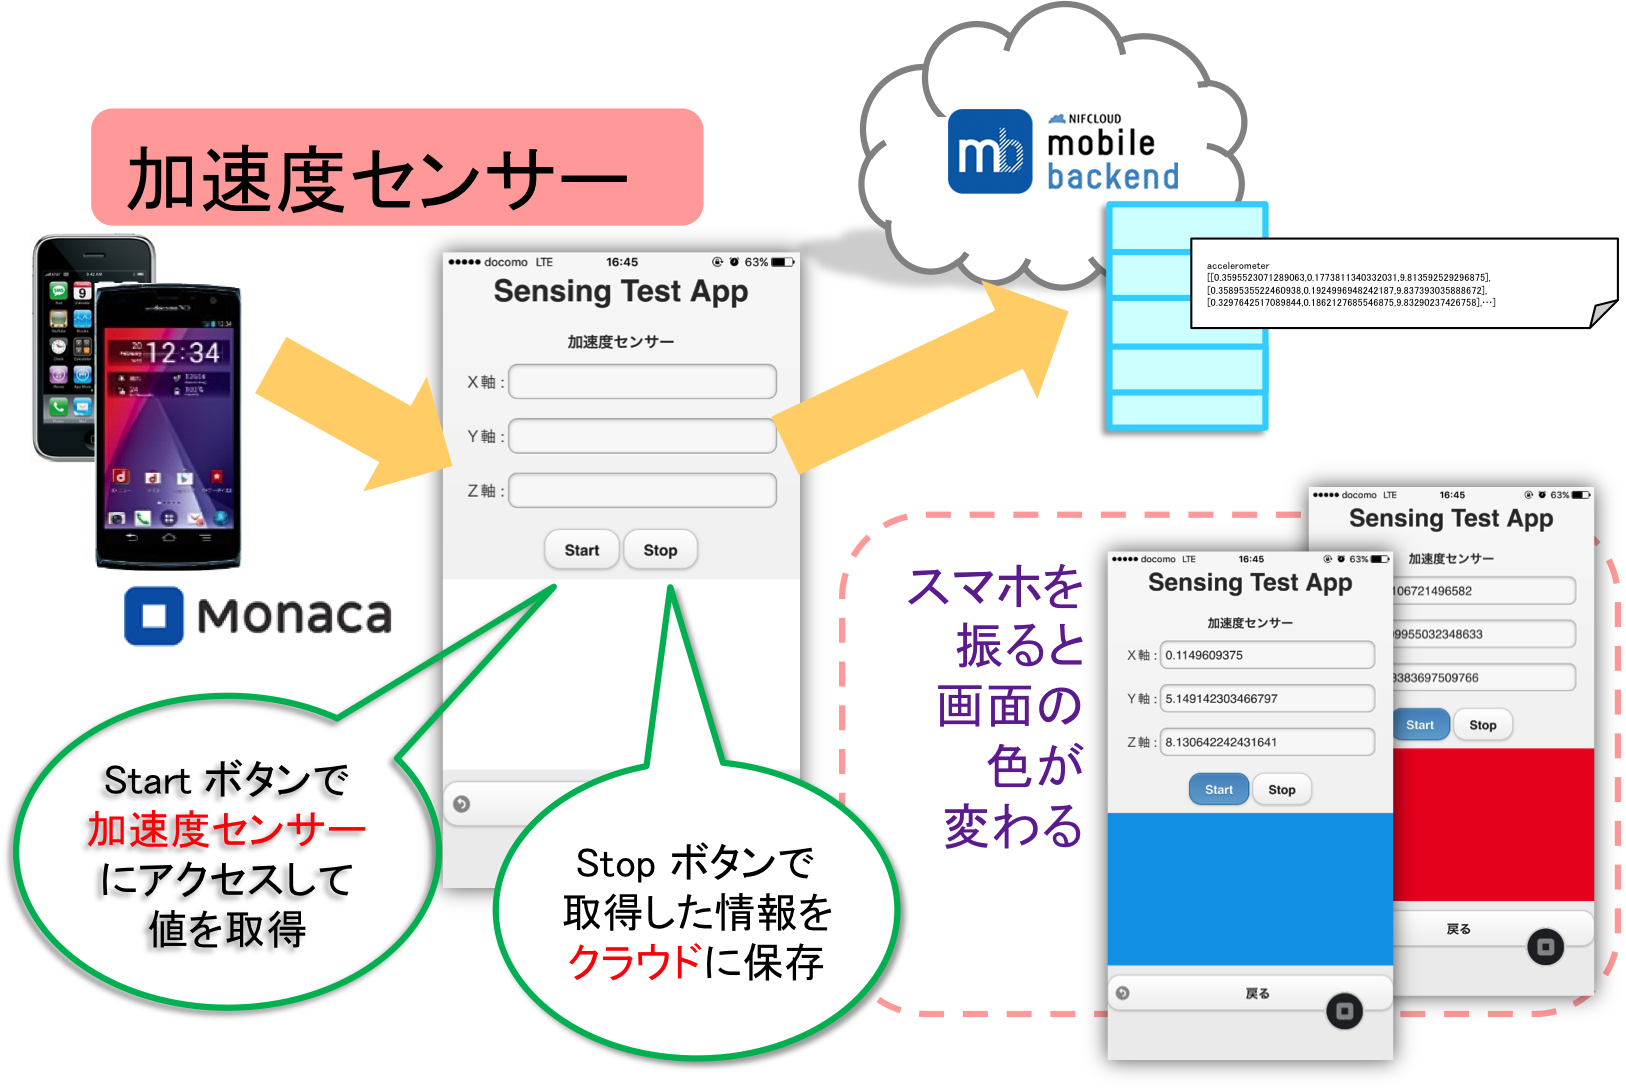 加速度センサー
NIFCLOUD
mobile
backend
mb
accelerometer
[[0.3595523071289063,0.1773811340332031,9.813592529296875],
[0.3589535522460938,0.1924996948242187,9.837393035888672],
[0.3297642517089844,0.1862127685546875,9.83290237426758],…]
12:34
Monaca
docomo LTE 16:45 63%
Sensing Test App
加速度センサー
X 軸 :
Y 軸 :
Z 軸 :
Start Stop
Start ボタンで
加速度センサー
にアクセスして
値を取得
Stop ボタンで
取得した情報を
クラウドに保存
スマホを
振ると
画面の
色が
変わる
docomo LTE 16:45 63%
Sensing Test App
加速度センサー
X 軸 : 0.1149609375
Y 軸 : 5.149142303466797
Z 軸 : 8.130642242431641
Start Stop
戻る
docomo LTE 16:45 63%
Sensing Test App
加速度センサー
106721496582
9955032348633
3383697509766
Start Stop
戻る